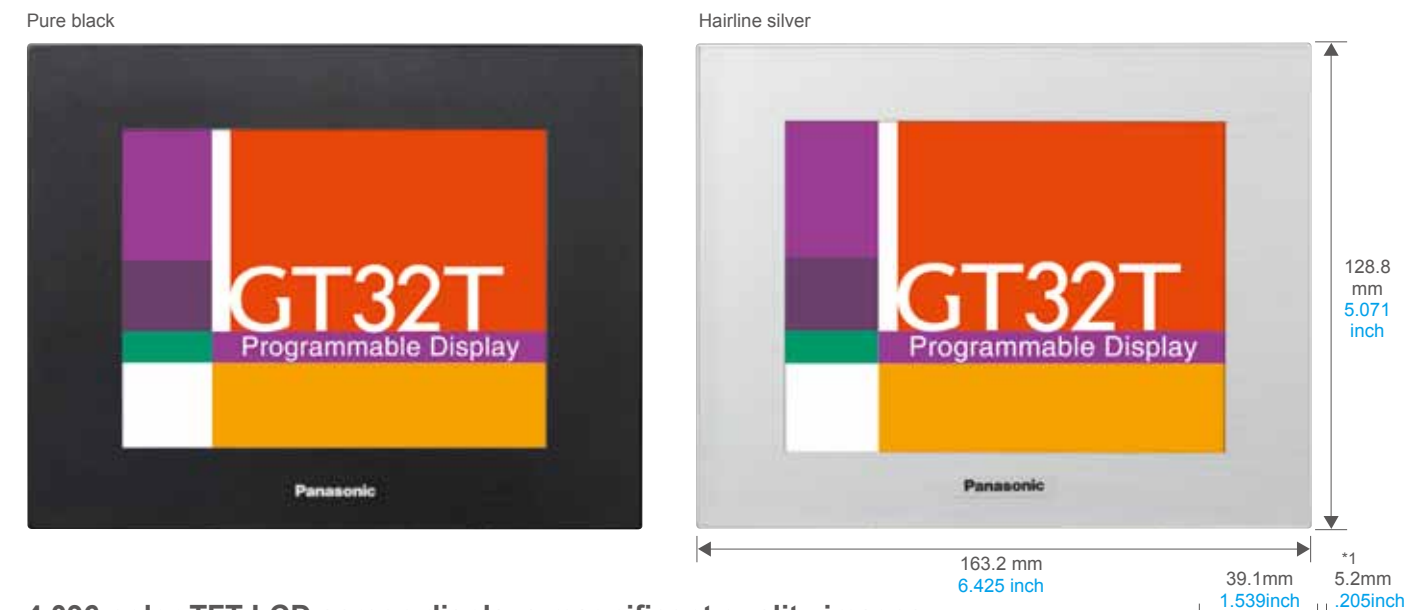 Pure black
Hairline silver
GT32T
Programmable Display
Panasonic
GT32T
Programmable Display
Panasonic
128.8
mm
5.071
inch
163.2 mm
6.425 inch
*1
39.1mm
5.2mm
1.539inch
.205inch